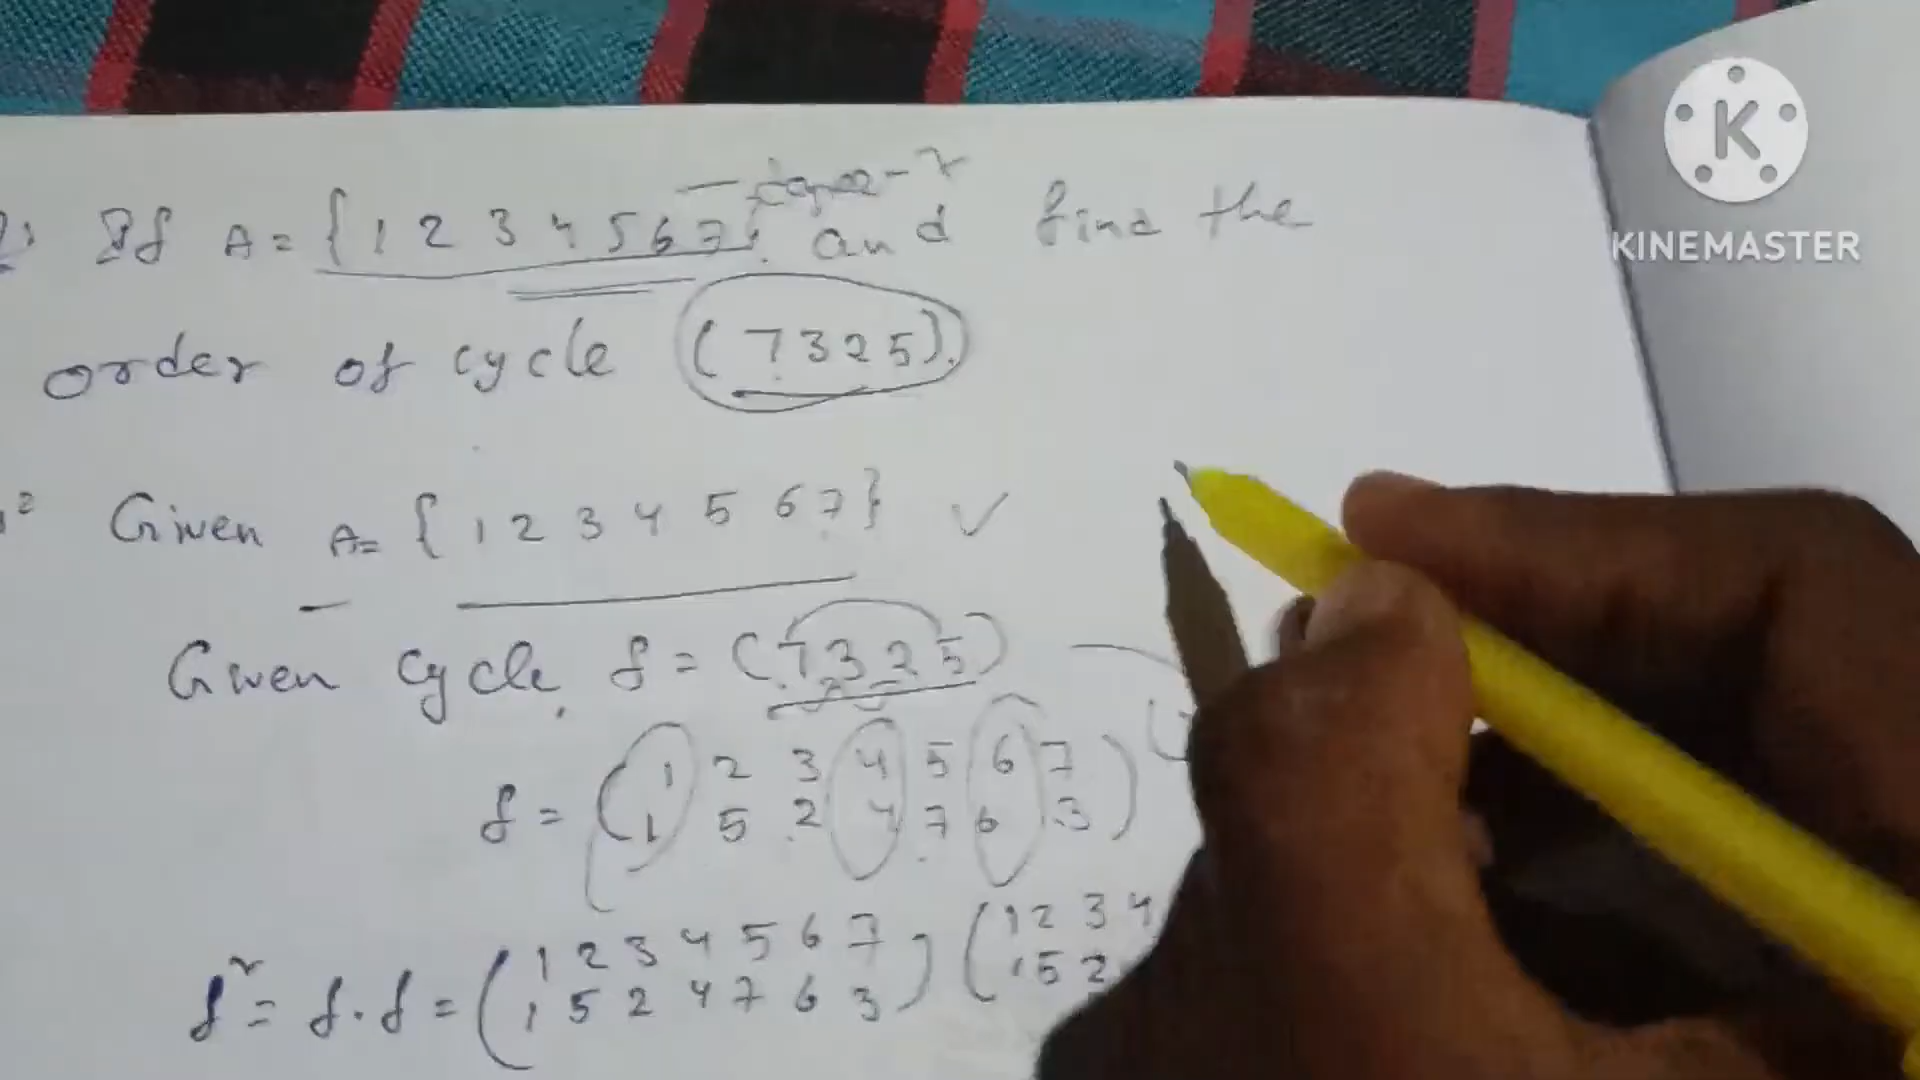 If A = { 1 2 3 4 5 6 7 }. and find the
order of cycle ( 7 3 2 5 ).
Given A = { 1 2 3 4 5 6 7 } ✓
Given cycle. f = ( 7 3 2 5 )
f = ( 1 2 3 4 5 6 7
1 5 2 4 7 6 3 )
f² = f . f = ( 1 2 3 4 5 6 7 ) ( 1 2 3 4
1 5 2 4 7 6 3 1 5 2
K
KINEMASTER